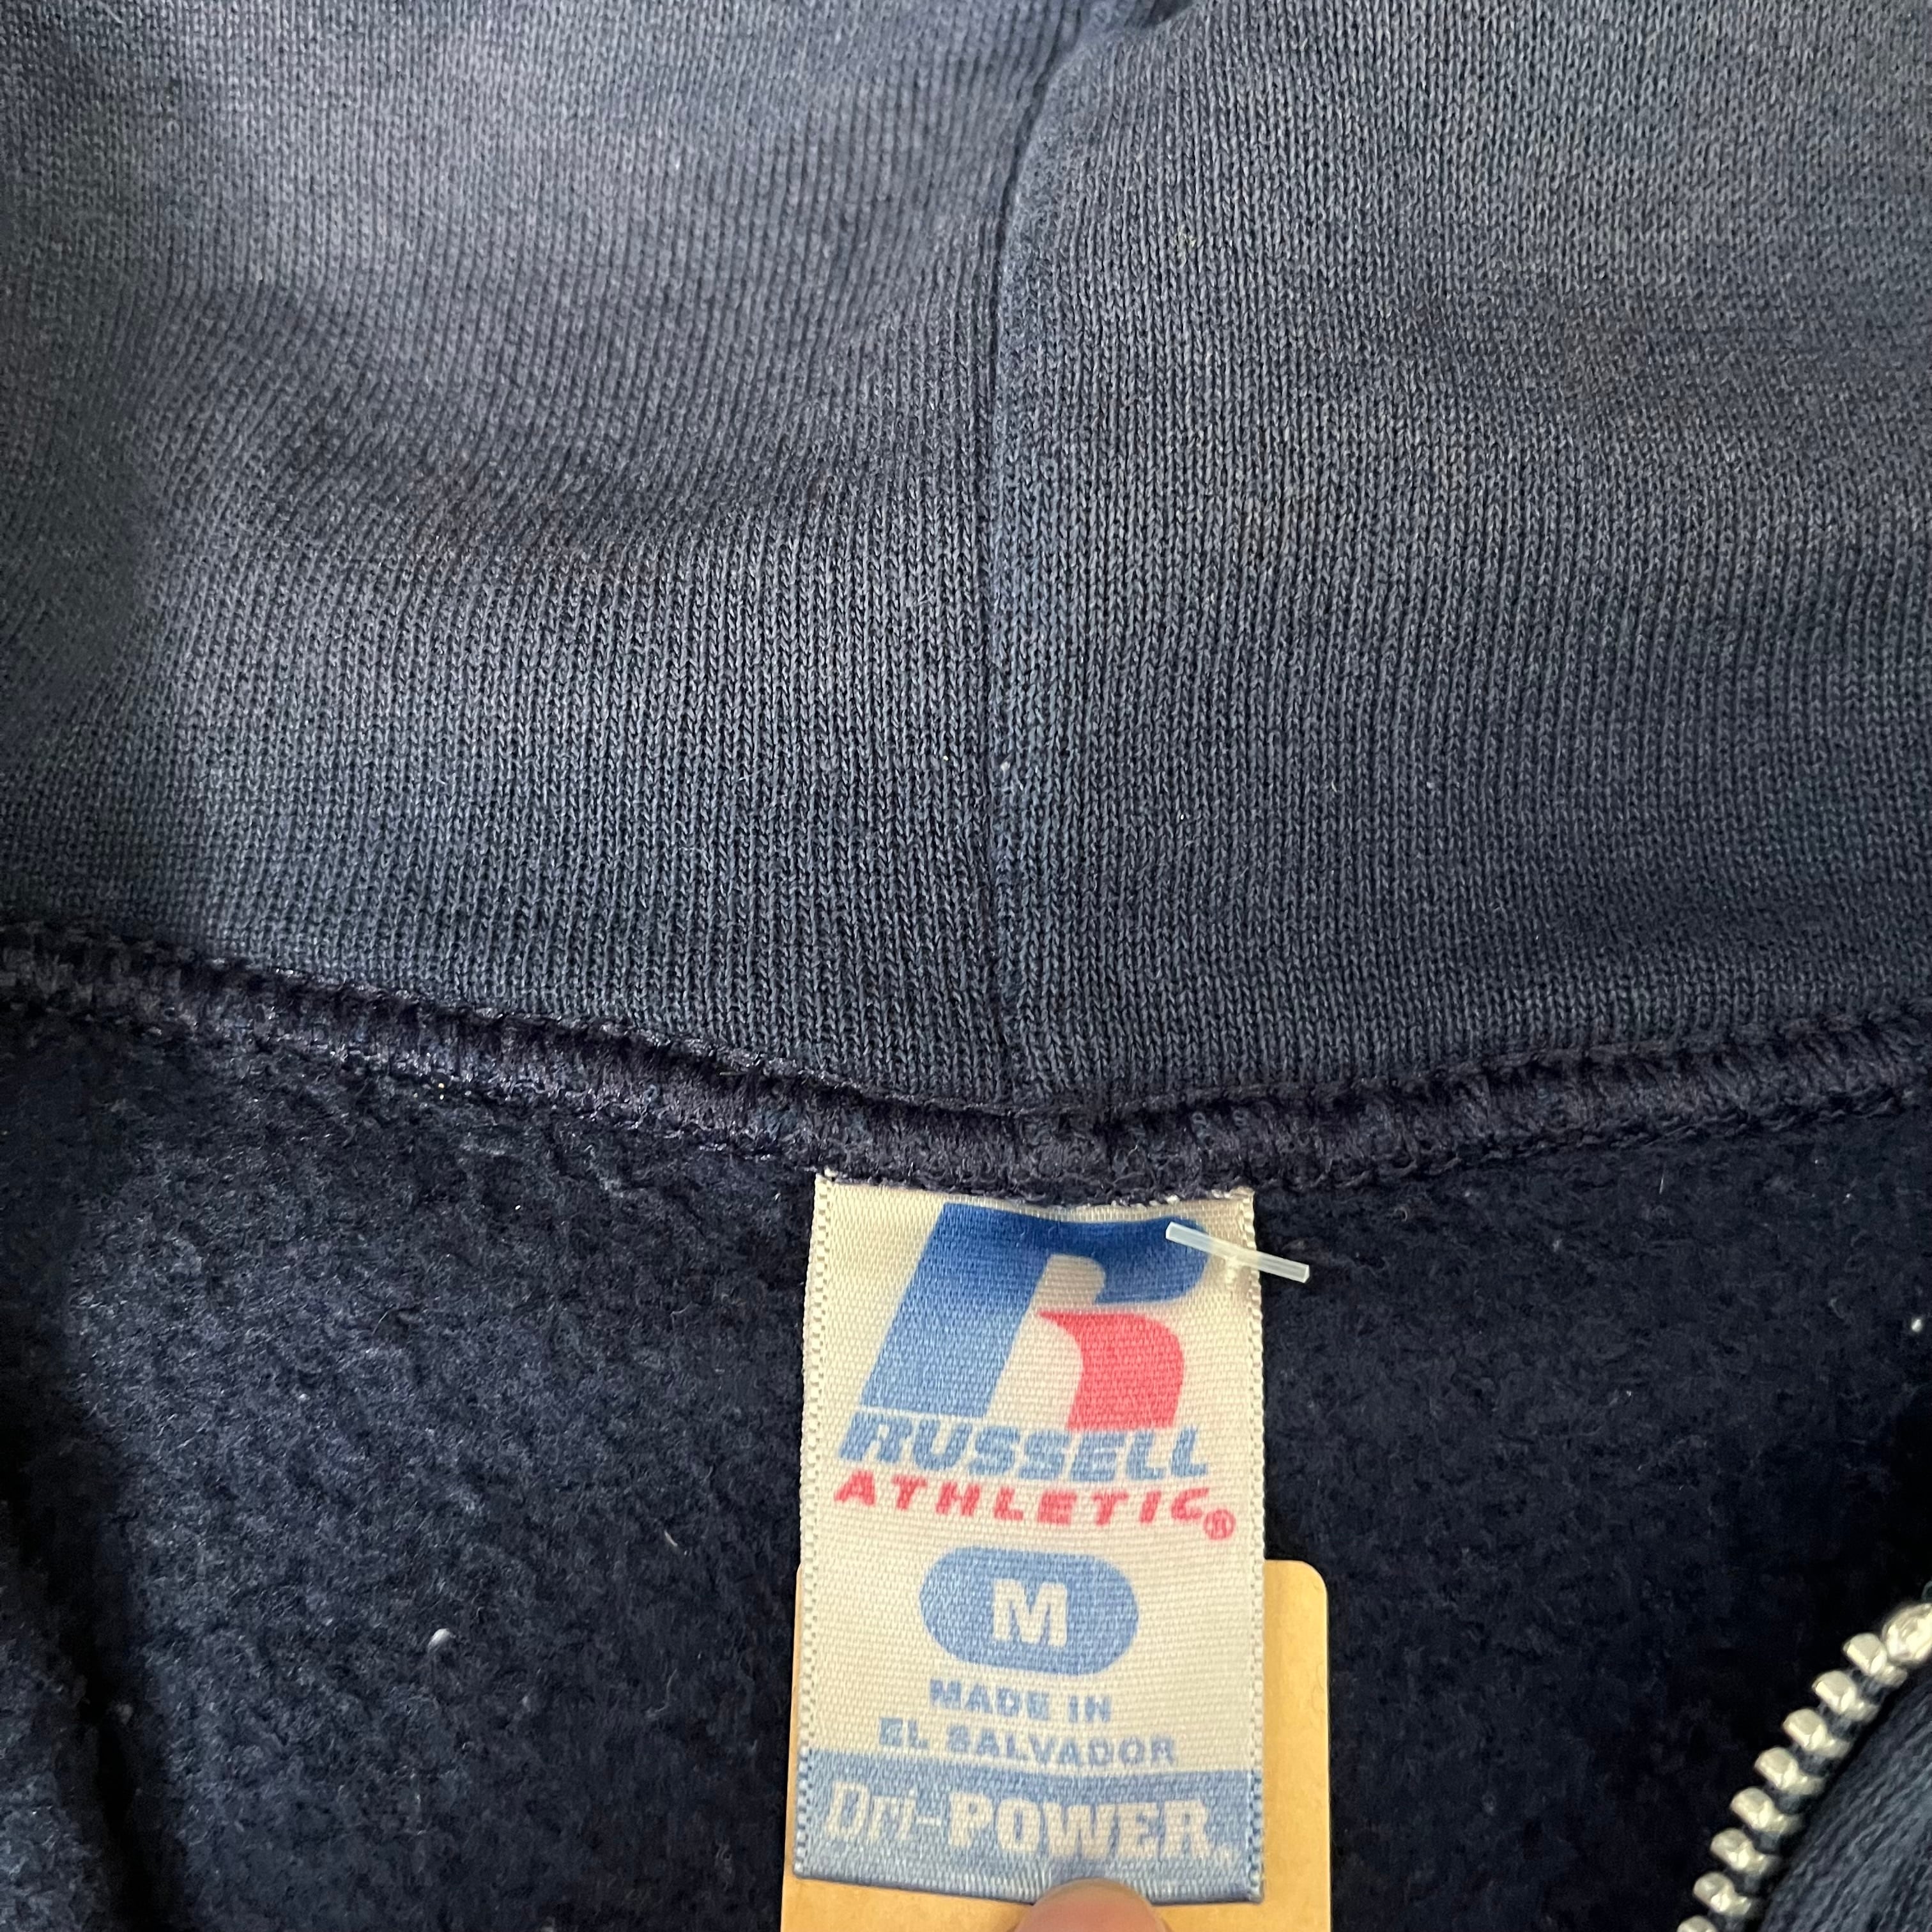 R
RUSSELL
ATHLETIC®
M
MADE IN
EL SALVADOR
Dri-POWER®